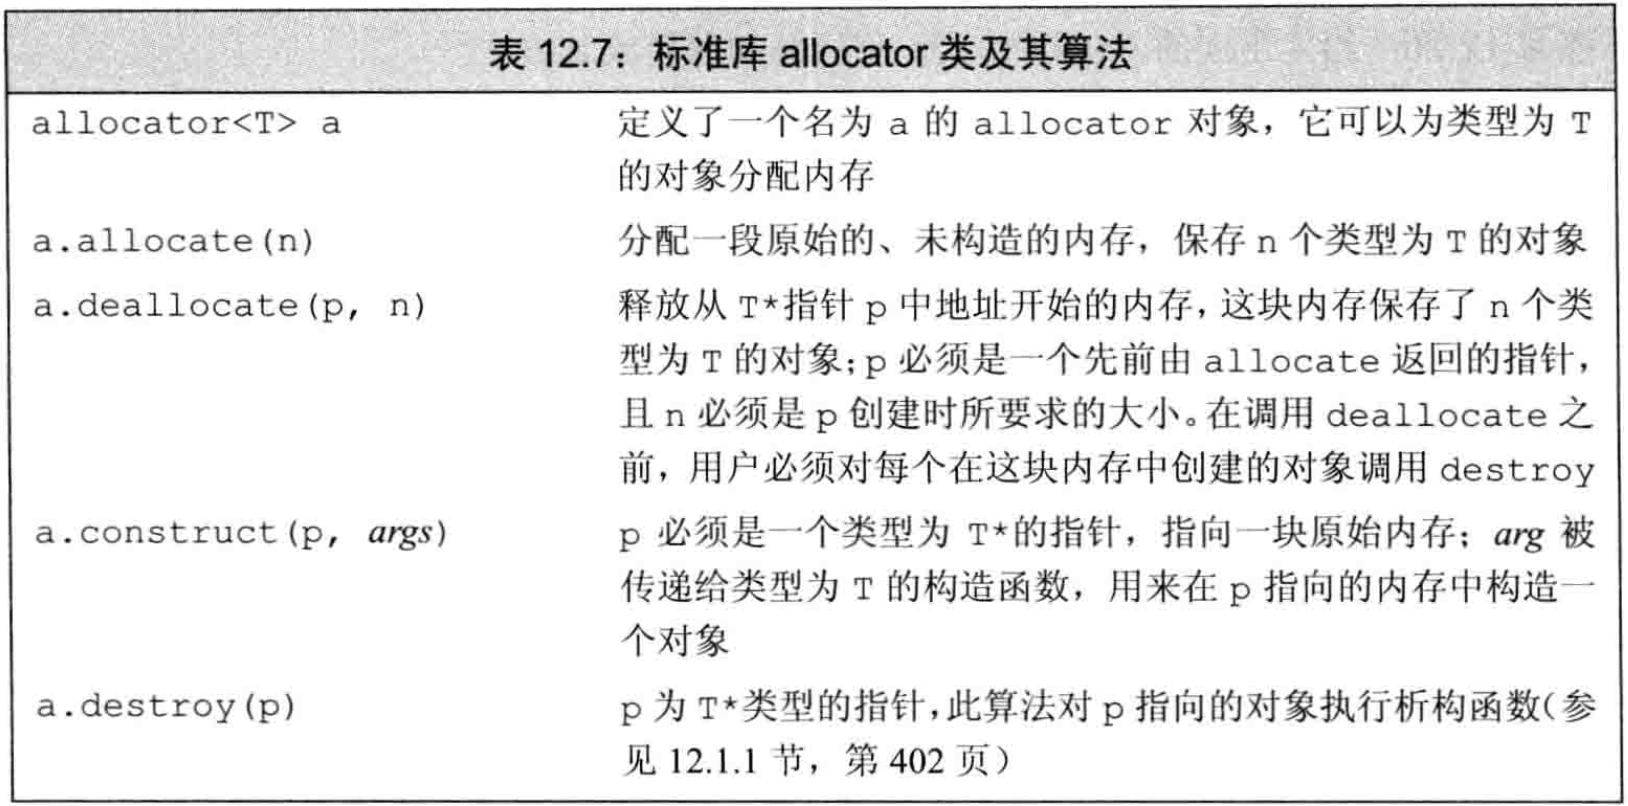 表 12.7：标准库 allocator 类及其算法
allocator<T> a 定义了一个名为 a 的 allocator 对象，它可以为类型为 T
的对象分配内存
a.allocate(n) 分配一段原始的、未构造的内存，保存 n 个类型为 T 的对象
a.deallocate(p, n) 释放从 T*指针 p 中地址开始的内存，这块内存保存了 n 个类
型为 T 的对象；p 必须是一个先前由 allocate 返回的指针，
且 n 必须是 p 创建时所要求的大小。在调用 deallocate 之
前，用户必须对每个在这块内存中创建的对象调用 destroy
a.construct(p, args) p 必须是一个类型为 T*的指针，指向一块原始内存；arg 被
传递给类型为 T 的构造函数，用来在 p 指向的内存中构造一
个对象
a.destroy(p) p 为 T*类型的指针，此算法对 p 指向的对象执行析构函数（参
见 12.1.1 节，第 402 页）